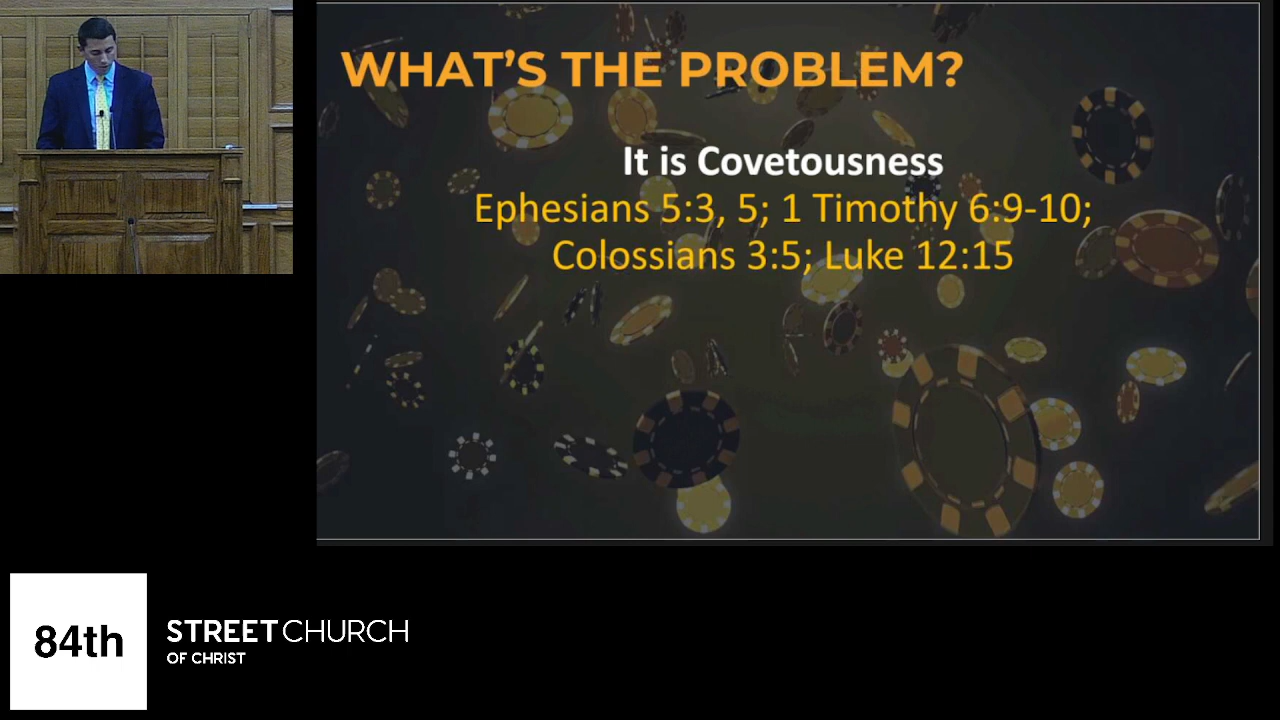 WHAT'S THE PROBLEM?
It is Covetousness
Ephesians 5:3, 5; 1 Timothy 6:9-10;
Colossians 3:5; Luke 12:15
84th
STREET CHURCH
OF CHRIST